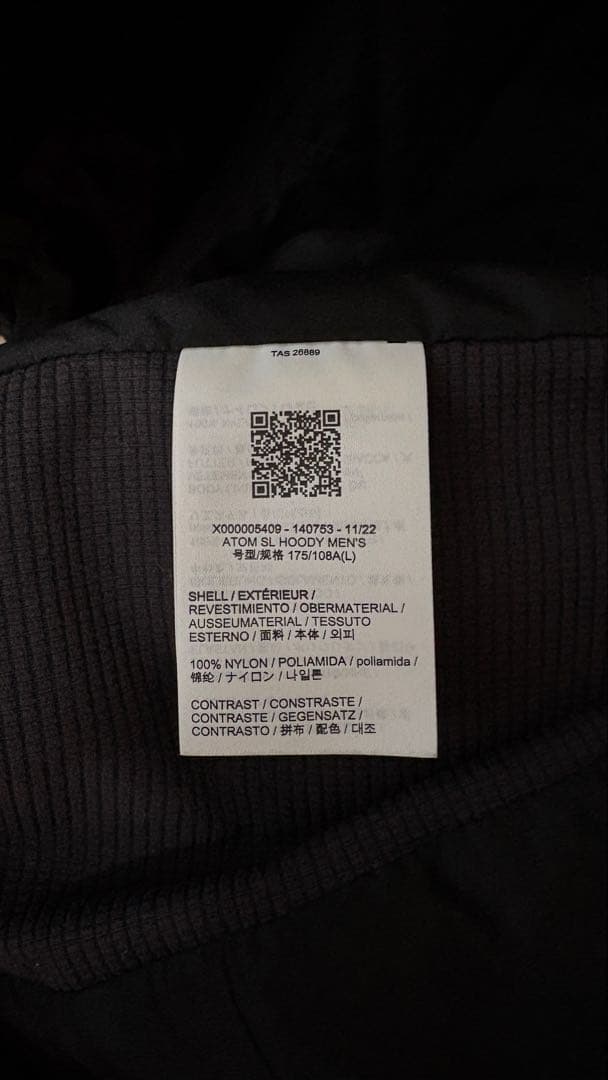 TAS 26889
X000005409 - 140753 - 11/22
ATOM SL HOODY MEN'S
号型/规格 175/108A(L)
SHELL / EXTÉRIEUR /
REVESTIMIENTO / OBERMATERIAL /
AUSSEUMATERIAL / TESSUTO
ESTERNO / 面料 / 本体 / 외피
100% NYLON / POLIAMIDA / poliamida /
锦纶 / ナイロン / 나일론
CONTRAST / CONSTRASTE /
CONTRASTE / GEGENSATZ /
CONTRASTO / 拼布 / 配色 / 대조